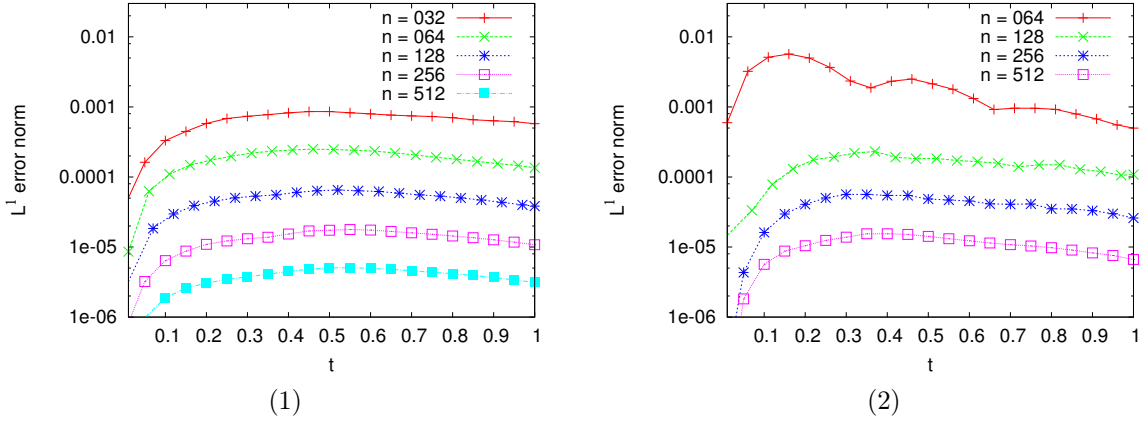 0.01
0.001
0.0001
1e-05
1e-06
L1 error norm
n = 032
n = 064
n = 128
n = 256
n = 512
0.1 0.2 0.3 0.4 0.5 0.6 0.7 0.8 0.9 1
t
(1)
0.01
0.001
0.0001
1e-05
1e-06
L1 error norm
n = 064
n = 128
n = 256
n = 512
0.1 0.2 0.3 0.4 0.5 0.6 0.7 0.8 0.9 1
t
(2)